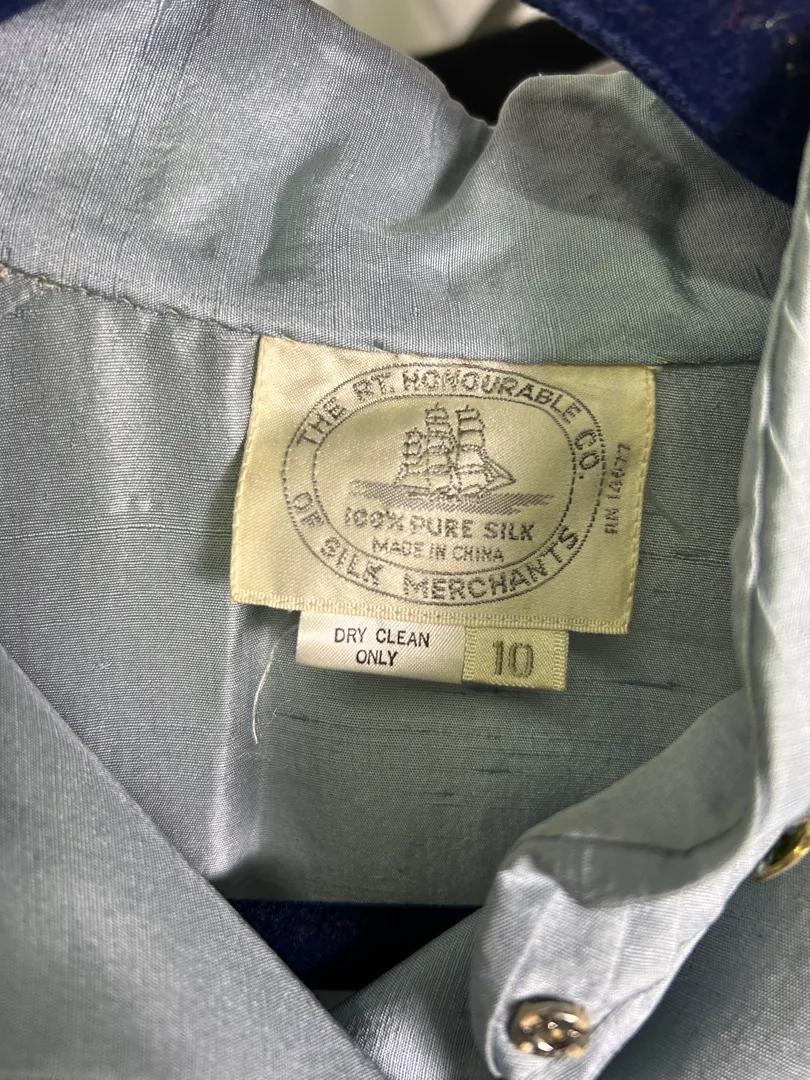 THE RT. HONOURABLE CO.
100% PURE SILK
MADE IN CHINA
OF SILK MERCHANTS
RN 14677
DRY CLEAN
ONLY
10